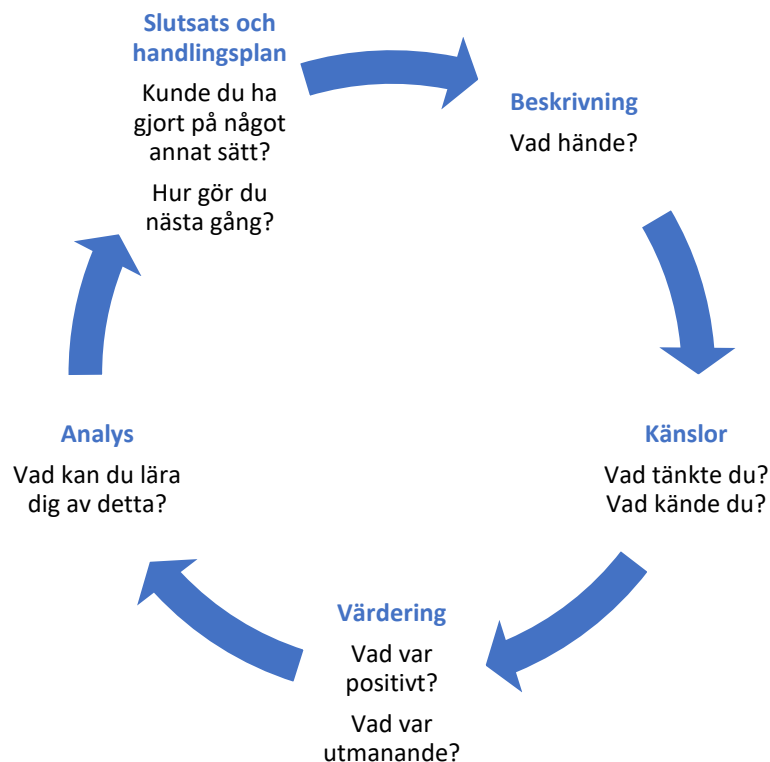 Slutsats och
handlingsplan
Kunde du ha
gjort på något
annat sätt?
Hur gör du
nästa gång?
Beskrivning
Vad hände?
Känslor
Vad tänkte du?
Vad kände du?
Värdering
Vad var
positivt?
Vad var
utmanande?
Analys
Vad kan du lära
dig av detta?